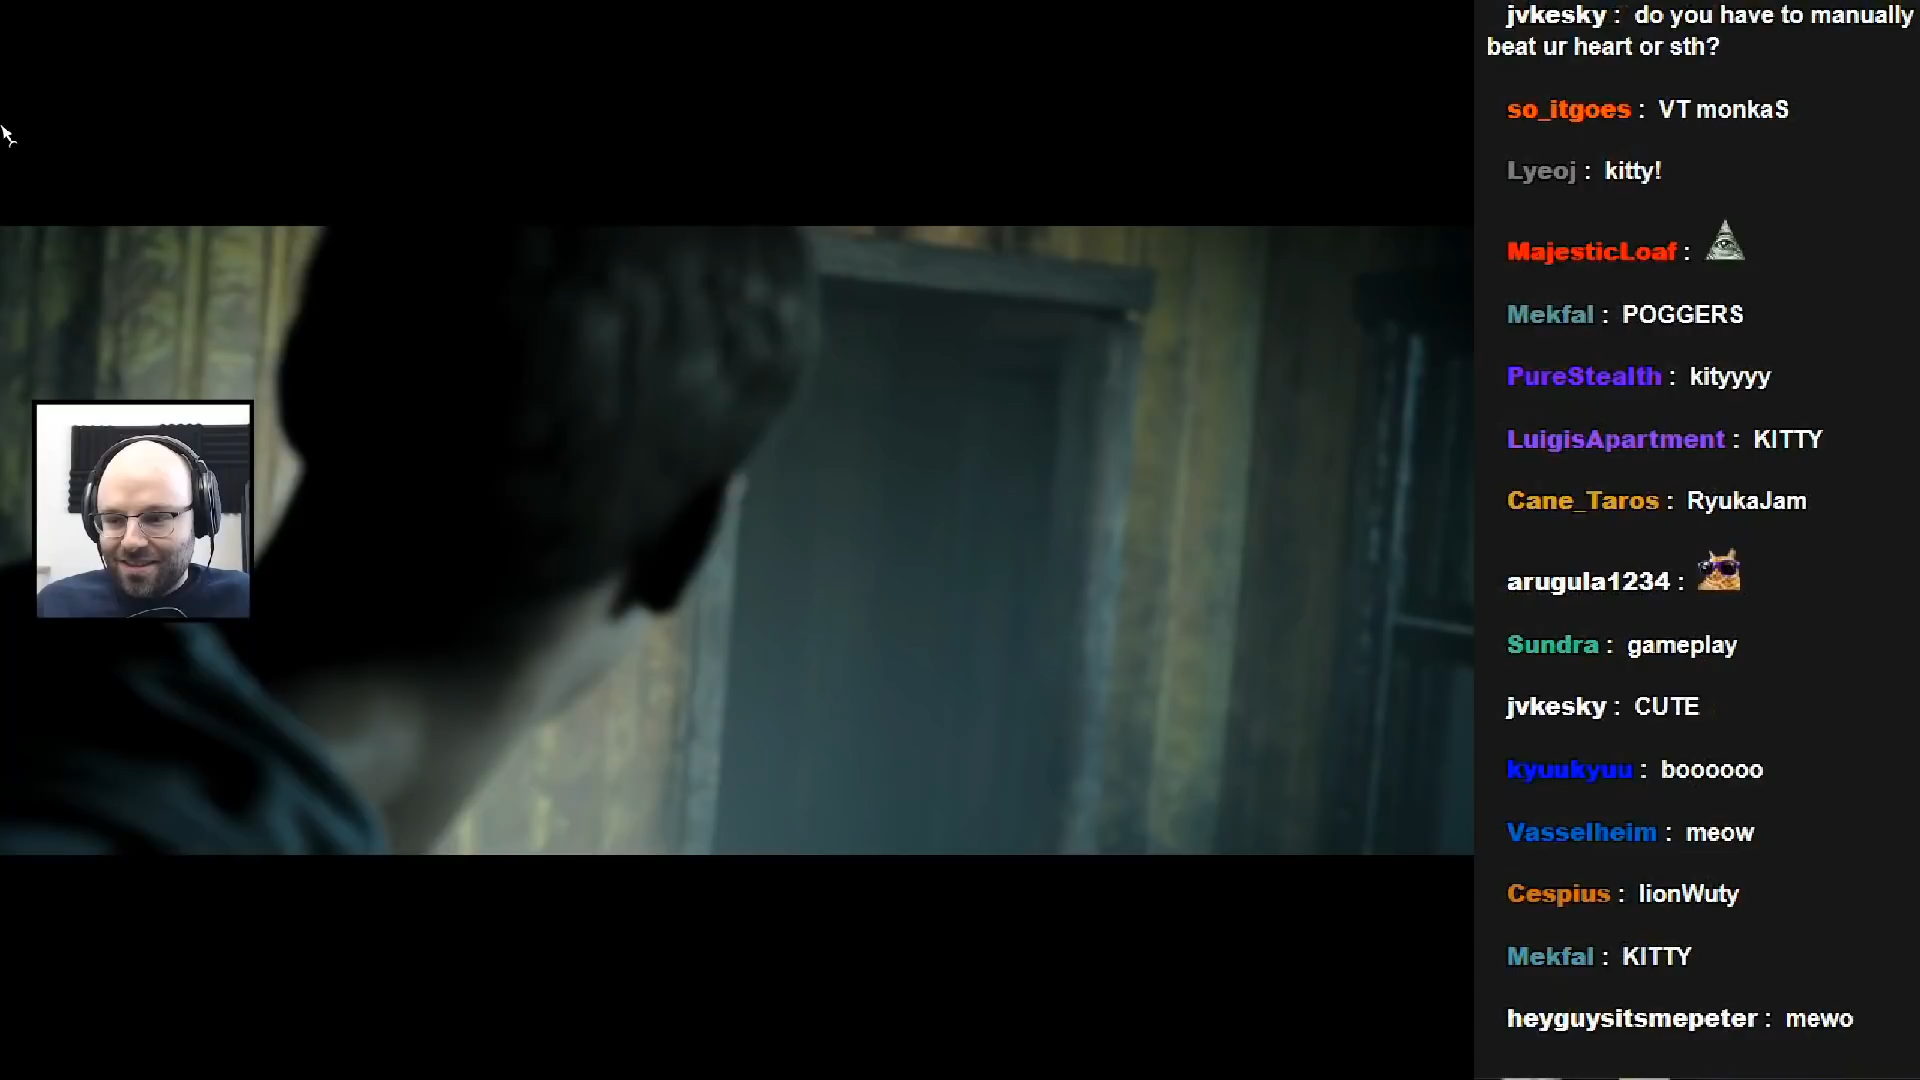 jvkesky : do you have to manually
beat ur heart or sth?
so_itgoes : VT monkaS
Lyeoj : kitty!
MajesticLoaf :
Mekfal : POGGERS
PureStealth : kityyyy
LuigisApartment : KITTY
Cane_Taros : RyukaJam
arugula1234 :
Sundra : gameplay
jvkesky : CUTE
kyuukyuu : boooooo
Vasselheim : meow
Cespius : lionWuty
Mekfal : KITTY
heyguysitsmepeter : mewo